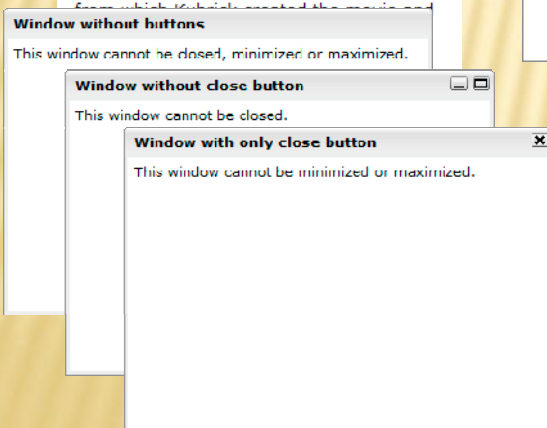 from which Kubrick created the movie and
Window without buttons
This window cannot be closed, minimized or maximized.
Window without close button
This window cannot be closed.
Window with only close button
This window cannot be minimized or maximized.